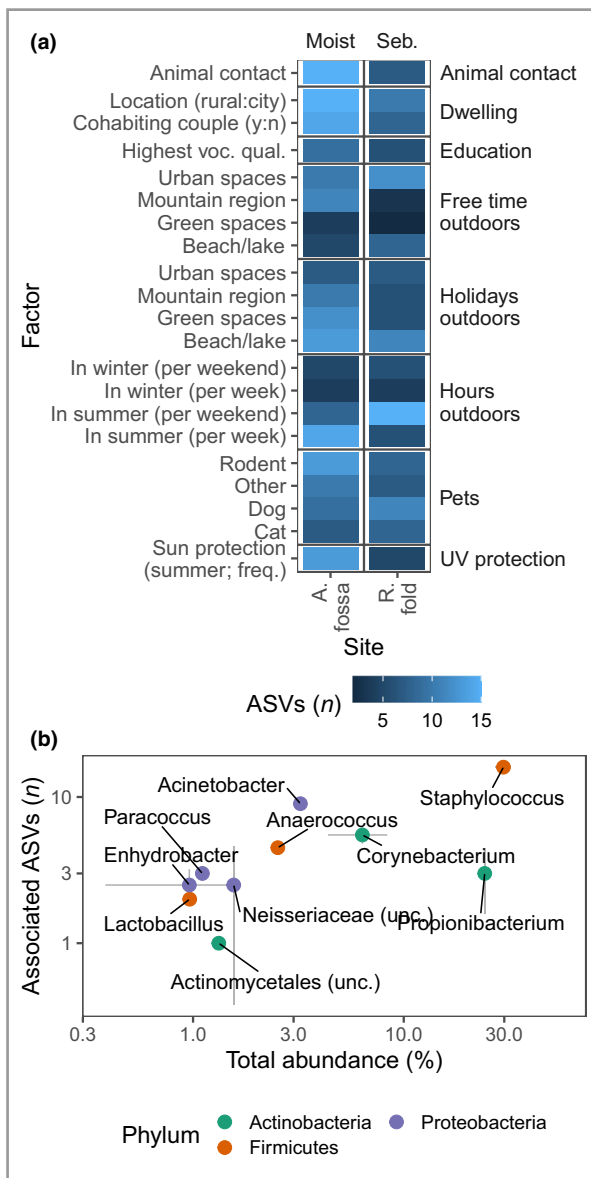 (a)
Moist Seb.
Factor
Animal contact
Location (rural:city)
Cohabiting couple (y:n)
Highest voc. qual.
Urban spaces
Mountain region
Green spaces
Beach/lake
Urban spaces
Mountain region
Green spaces
Beach/lake
In winter (per weekend)
In winter (per week)
In summer (per weekend)
In summer (per week)
Rodent
Other
Dog
Cat
Sun protection
(summer; freq.)
Animal contact
Dwelling
Education
Free time
outdoors
Holidays
outdoors
Hours
outdoors
Pets
UV protection
A.
fossa
R.
fold
Site
ASVs (n)
5 10 15
(b)
Associated ASVs (n)
10
3
1
Acinetobacter
Staphylococcus
Paracoccus
Anaerococcus
Enhydrobacter
Corynebacterium
Lactobacillus
Neisseriaceae (unc.)
Propionibacterium
Actinomycetales (unc.)
0.3 1.0 3.0 10.0 30.0
Total abundance (%)
Phylum
Actinobacteria
Proteobacteria
Firmicutes